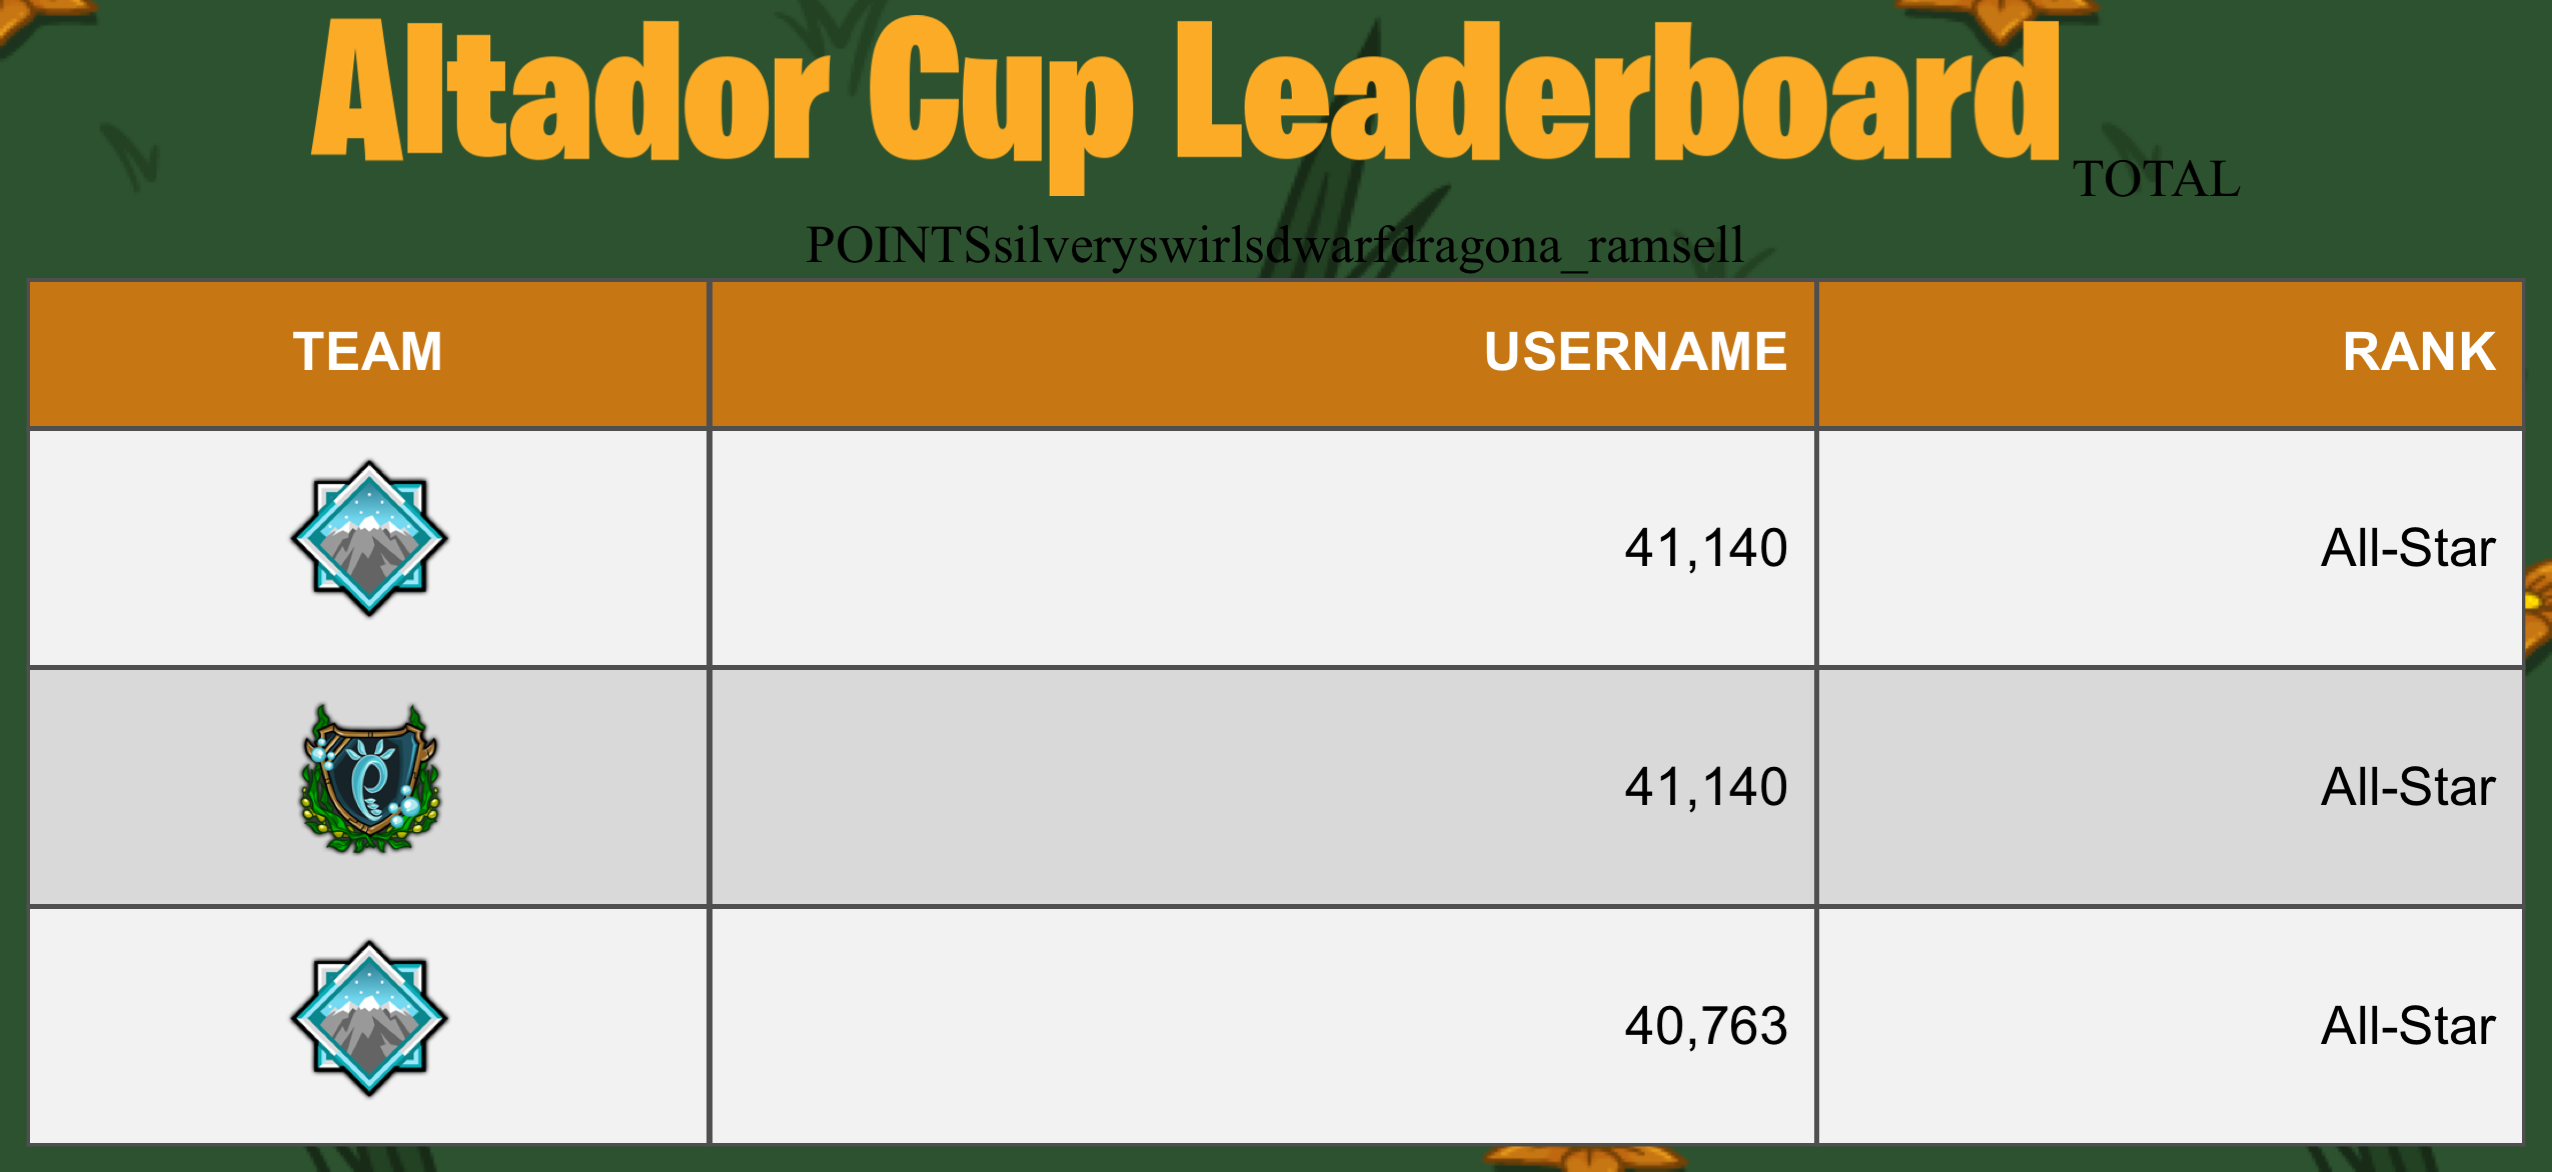 Altador Cup Leaderboard TOTAL
POINTSsilveryswirlsdwarfdragona_ramsell
TEAM USERNAME RANK
41,140 All-Star
41,140 All-Star
40,763 All-Star